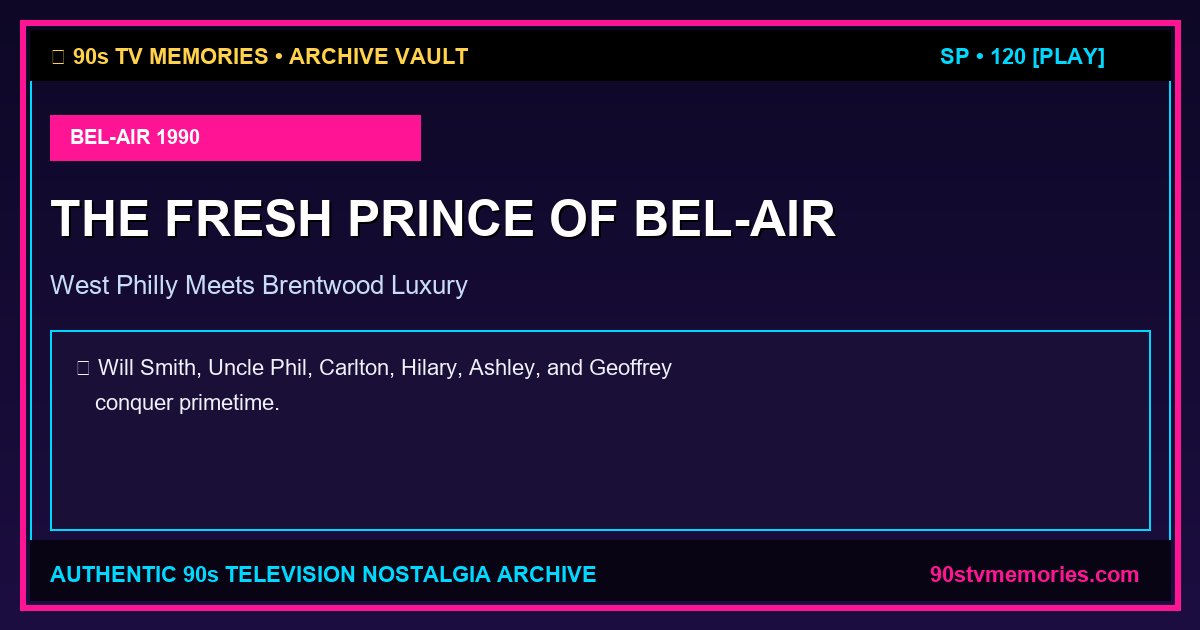 90s TV MEMORIES • ARCHIVE VAULT
SP • 120 [PLAY]
BEL-AIR 1990
THE FRESH PRINCE OF BEL-AIR
West Philly Meets Brentwood Luxury
Will Smith, Uncle Phil, Carlton, Hilary, Ashley, and Geoffrey
conquer primetime.
AUTHENTIC 90s TELEVISION NOSTALGIA ARCHIVE
90stvmemories.com